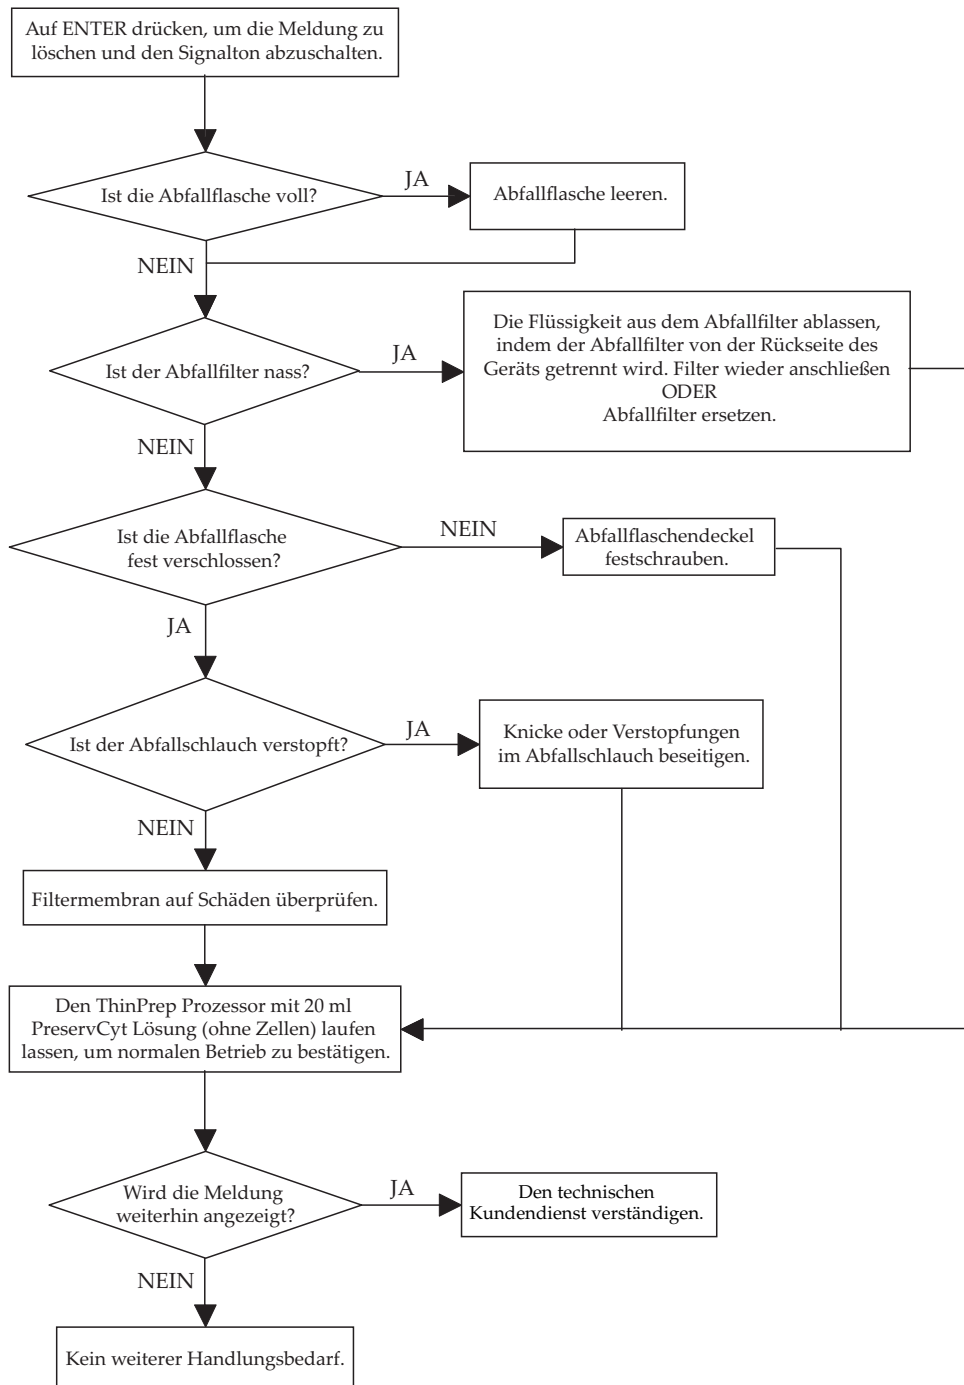 Auf ENTER drücken, um die Meldung zu
löschen und den Signalton abzuschalten.
Ist die Abfallflasche voll?
JA
Abfallflasche leeren.
NEIN
Ist der Abfallfilter nass?
JA
Die Flüssigkeit aus dem Abfallfilter ablassen,
indem der Abfallfilter von der Rückseite des
Geräts getrennt wird. Filter wieder anschließen
ODER
Abfallfilter ersetzen.
NEIN
Ist die Abfallflasche
fest verschlossen?
NEIN
Abfallflaschendeckel
festschrauben.
JA
Ist der Abfallschlauch verstopft?
JA
Knicke oder Verstopfungen
im Abfallschlauch beseitigen.
NEIN
Filtermembran auf Schäden überprüfen.
Den ThinPrep Prozessor mit 20 ml
PreservCyt Lösung (ohne Zellen) laufen
lassen, um normalen Betrieb zu bestätigen.
Wird die Meldung
weiterhin angezeigt?
JA
Den technischen
Kundendienst verständigen.
NEIN
Kein weiterer Handlungsbedarf.